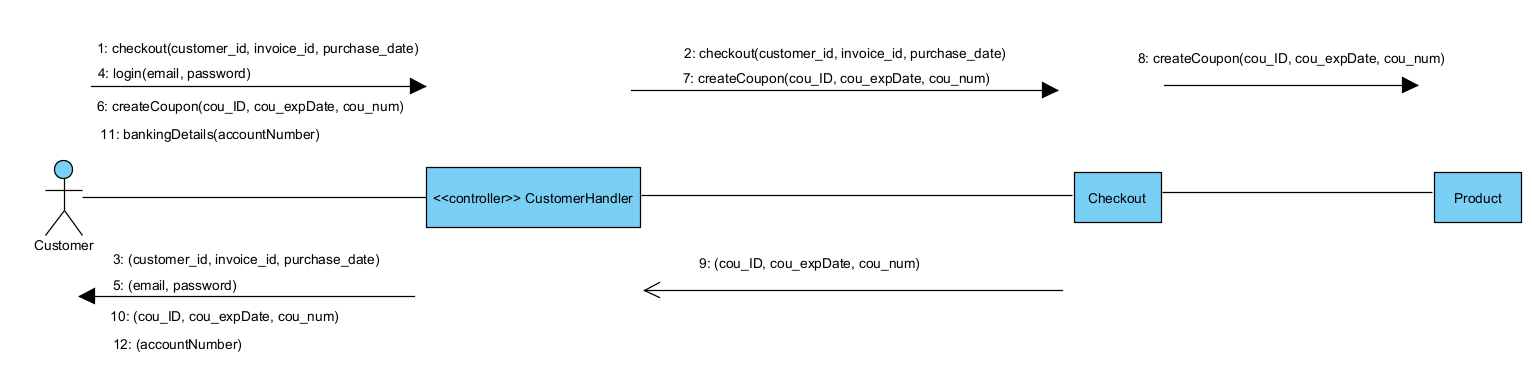 1: checkout(customer_id, invoice_id, purchase_date)
4: login(email, password)
6: createCoupon(cou_ID, cou_expDate, cou_num)
11: bankingDetails(accountNumber)
2: checkout(customer_id, invoice_id, purchase_date)
7: createCoupon(cou_ID, cou_expDate, cou_num)
8: createCoupon(cou_ID, cou_expDate, cou_num)
Customer
<<controller>> CustomerHandler
Checkout
Product
3: (customer_id, invoice_id, purchase_date)
5: (email, password)
10: (cou_ID, cou_expDate, cou_num)
12: (accountNumber)
9: (cou_ID, cou_expDate, cou_num)